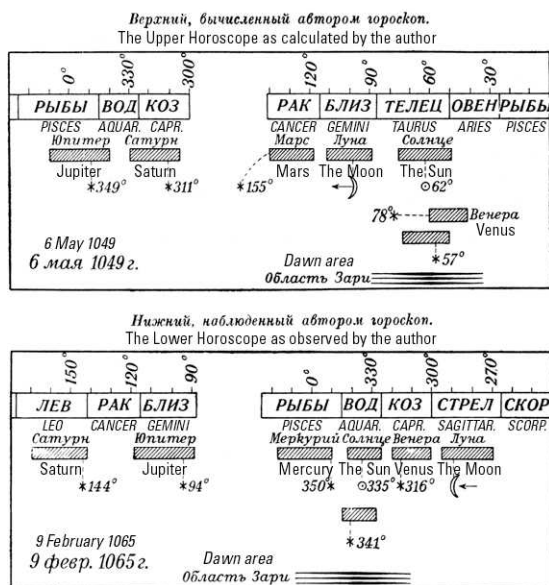 Верхний, вычисленный автором гороскоп.
The Upper Horoscope as calculated by the author
0° 330° 300° 120° 90° 60° 30°
РЫБЫ ВОД КОЗ РАК БЛИЗ ТЕЛЕЦ ОВЕН РЫБЫ
PISCES AQUAR. CAPR. CANCER GEMINI TAURUS ARIES PISCES
Юпитер Сатурн Марс Луна Солнце
Jupiter Saturn Mars The Moon The Sun
349° 311° 155° 62°
78° Венера
Venus
6 May 1049
6 мая 1049 г.
57°
Dawn area
Область Зари
Нижний, наблюденный автором гороскоп.
The Lower Horoscope as observed by the author
150° 120° 90° 0° 330° 300° 270°
ЛЕВ РАК БЛИЗ РЫБЫ ВОД КОЗ СТРЕЛ СКОР
LEO CANCER GEMINI PISCES AQUAR. CAPR. SAGITTAR. SCORP.
Сатурн Юпитер Меркурий Солнце Венера Луна
Saturn Jupiter Mercury The Sun Venus The Moon
144° 94° 350° 335° 316°
341°
9 February 1065
9 февр. 1065 г.
Dawn area
Область Зари